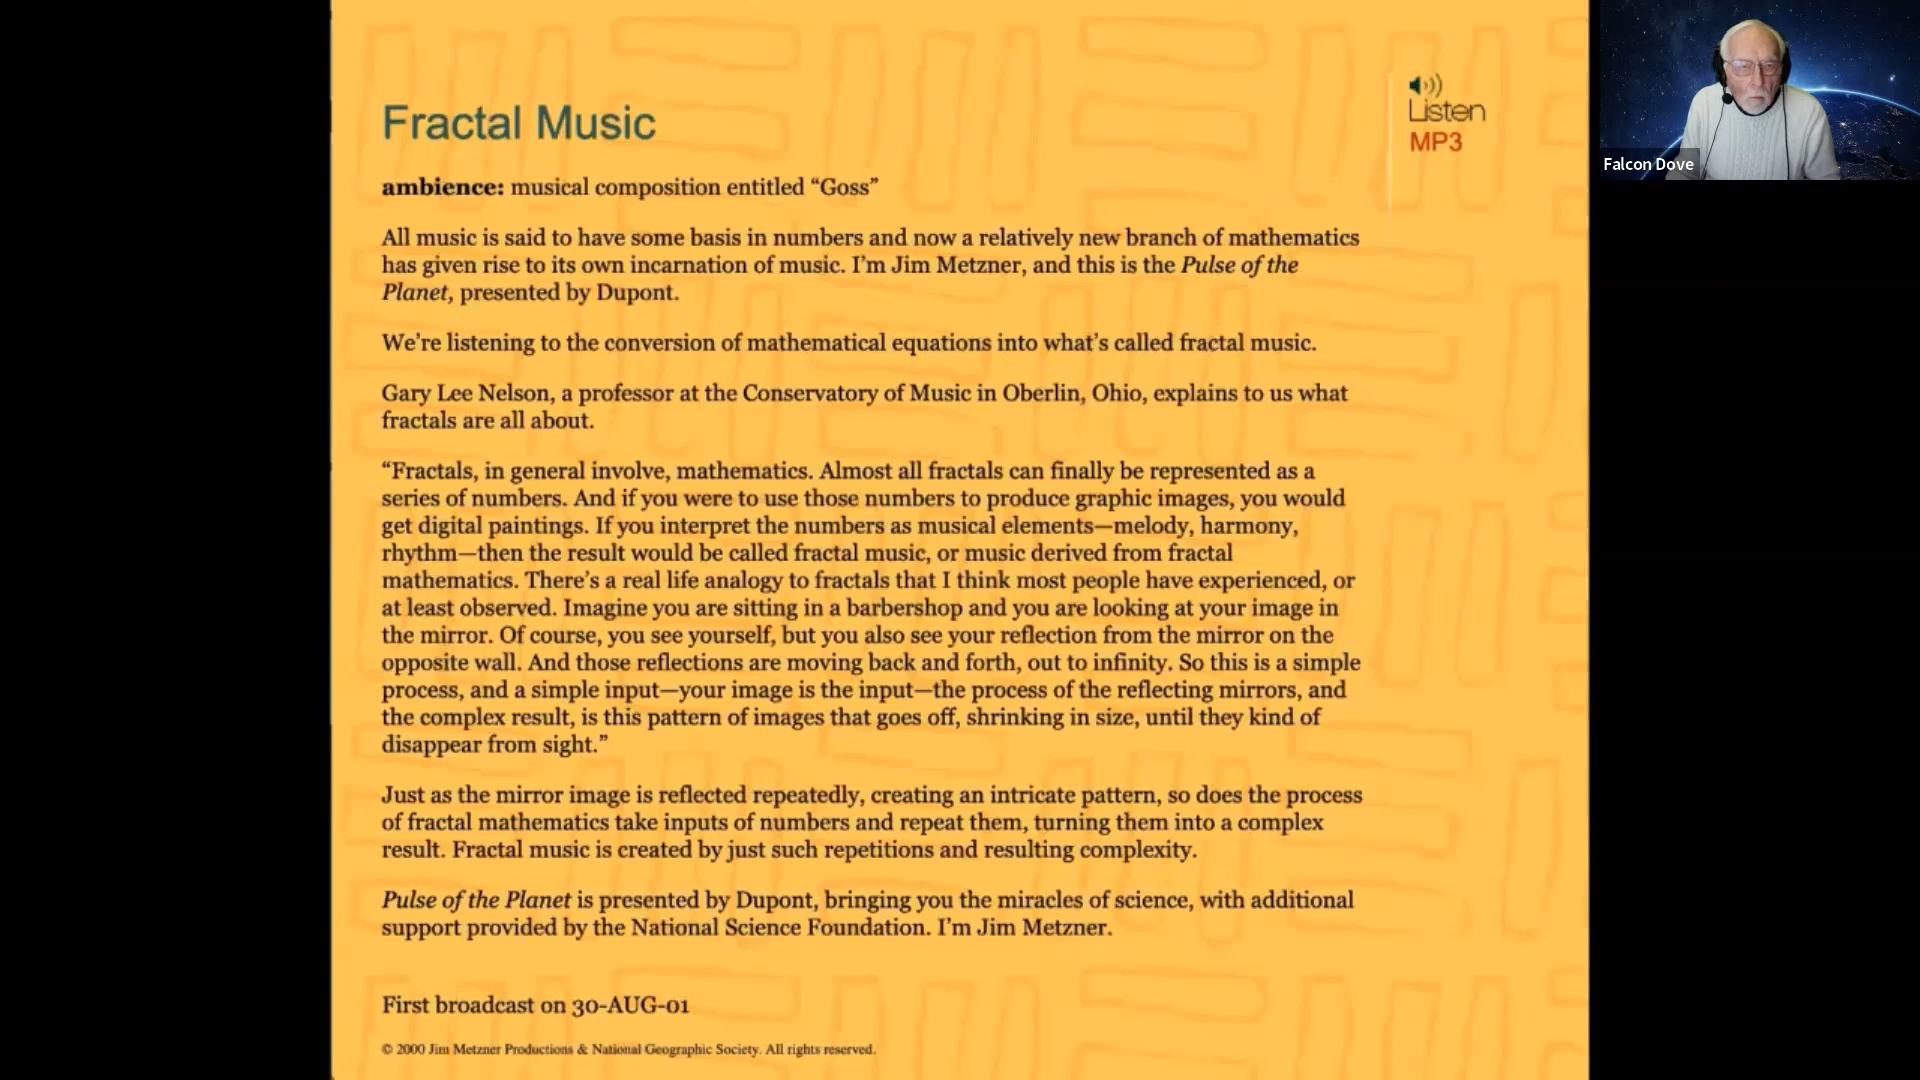 Fractal Music
Listen
MP3
ambience: musical composition entitled “Goss”
All music is said to have some basis in numbers and now a relatively new branch of mathematics
has given rise to its own incarnation of music. I’m Jim Metzner, and this is the Pulse of the
Planet, presented by Dupont.
We’re listening to the conversion of mathematical equations into what’s called fractal music.
Gary Lee Nelson, a professor at the Conservatory of Music in Oberlin, Ohio, explains to us what
fractals are all about.
“Fractals, in general involve, mathematics. Almost all fractals can finally be represented as a
series of numbers. And if you were to use those numbers to produce graphic images, you would
get digital paintings. If you interpret the numbers as musical elements—melody, harmony,
rhythm—then the result would be called fractal music, or music derived from fractal
mathematics. There’s a real life analogy to fractals that I think most people have experienced, or
at least observed. Imagine you are sitting in a barbershop and you are looking at your image in
the mirror. Of course, you see yourself, but you also see your reflection from the mirror on the
opposite wall. And those reflections are moving back and forth, out to infinity. So this is a simple
process, and a simple input—your image is the input—the process of the reflecting mirrors, and
the complex result, is this pattern of images that goes off, shrinking in size, until they kind of
disappear from sight.”
Just as the mirror image is reflected repeatedly, creating an intricate pattern, so does the process
of fractal mathematics take inputs of numbers and repeat them, turning them into a complex
result. Fractal music is created by just such repetitions and resulting complexity.
Pulse of the Planet is presented by Dupont, bringing you the miracles of science, with additional
support provided by the National Science Foundation. I’m Jim Metzner.
First broadcast on 30-AUG-01
© 2000 Jim Metzner Productions & National Geographic Society. All rights reserved.
Falcon Dove